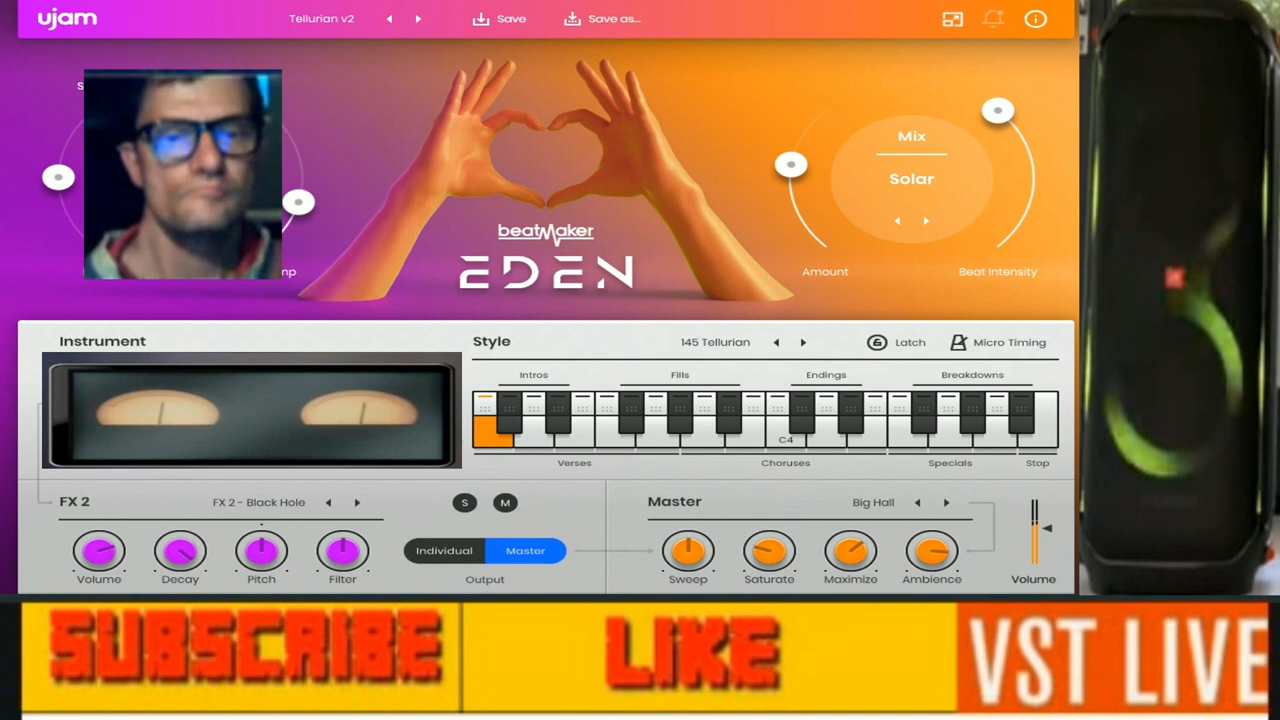 ujam
Tellurian v2
Save
Save as...
S
mp
beatMaker
EDEN
Mix
Solar
Amount
Beat Intensity
Instrument
Style
145 Tellurian
Latch
Micro Timing
Intros
Fills
Endings
Breakdowns
C4
Verses
Choruses
Specials
Stop
FX 2
FX 2 - Black Hole
S
M
Master
Big Hall
Individual
Master
Output
Volume
Decay
Pitch
Filter
Sweep
Saturate
Maximize
Ambience
Volume
SUBSCRIBE
LIKE
VST LIVE